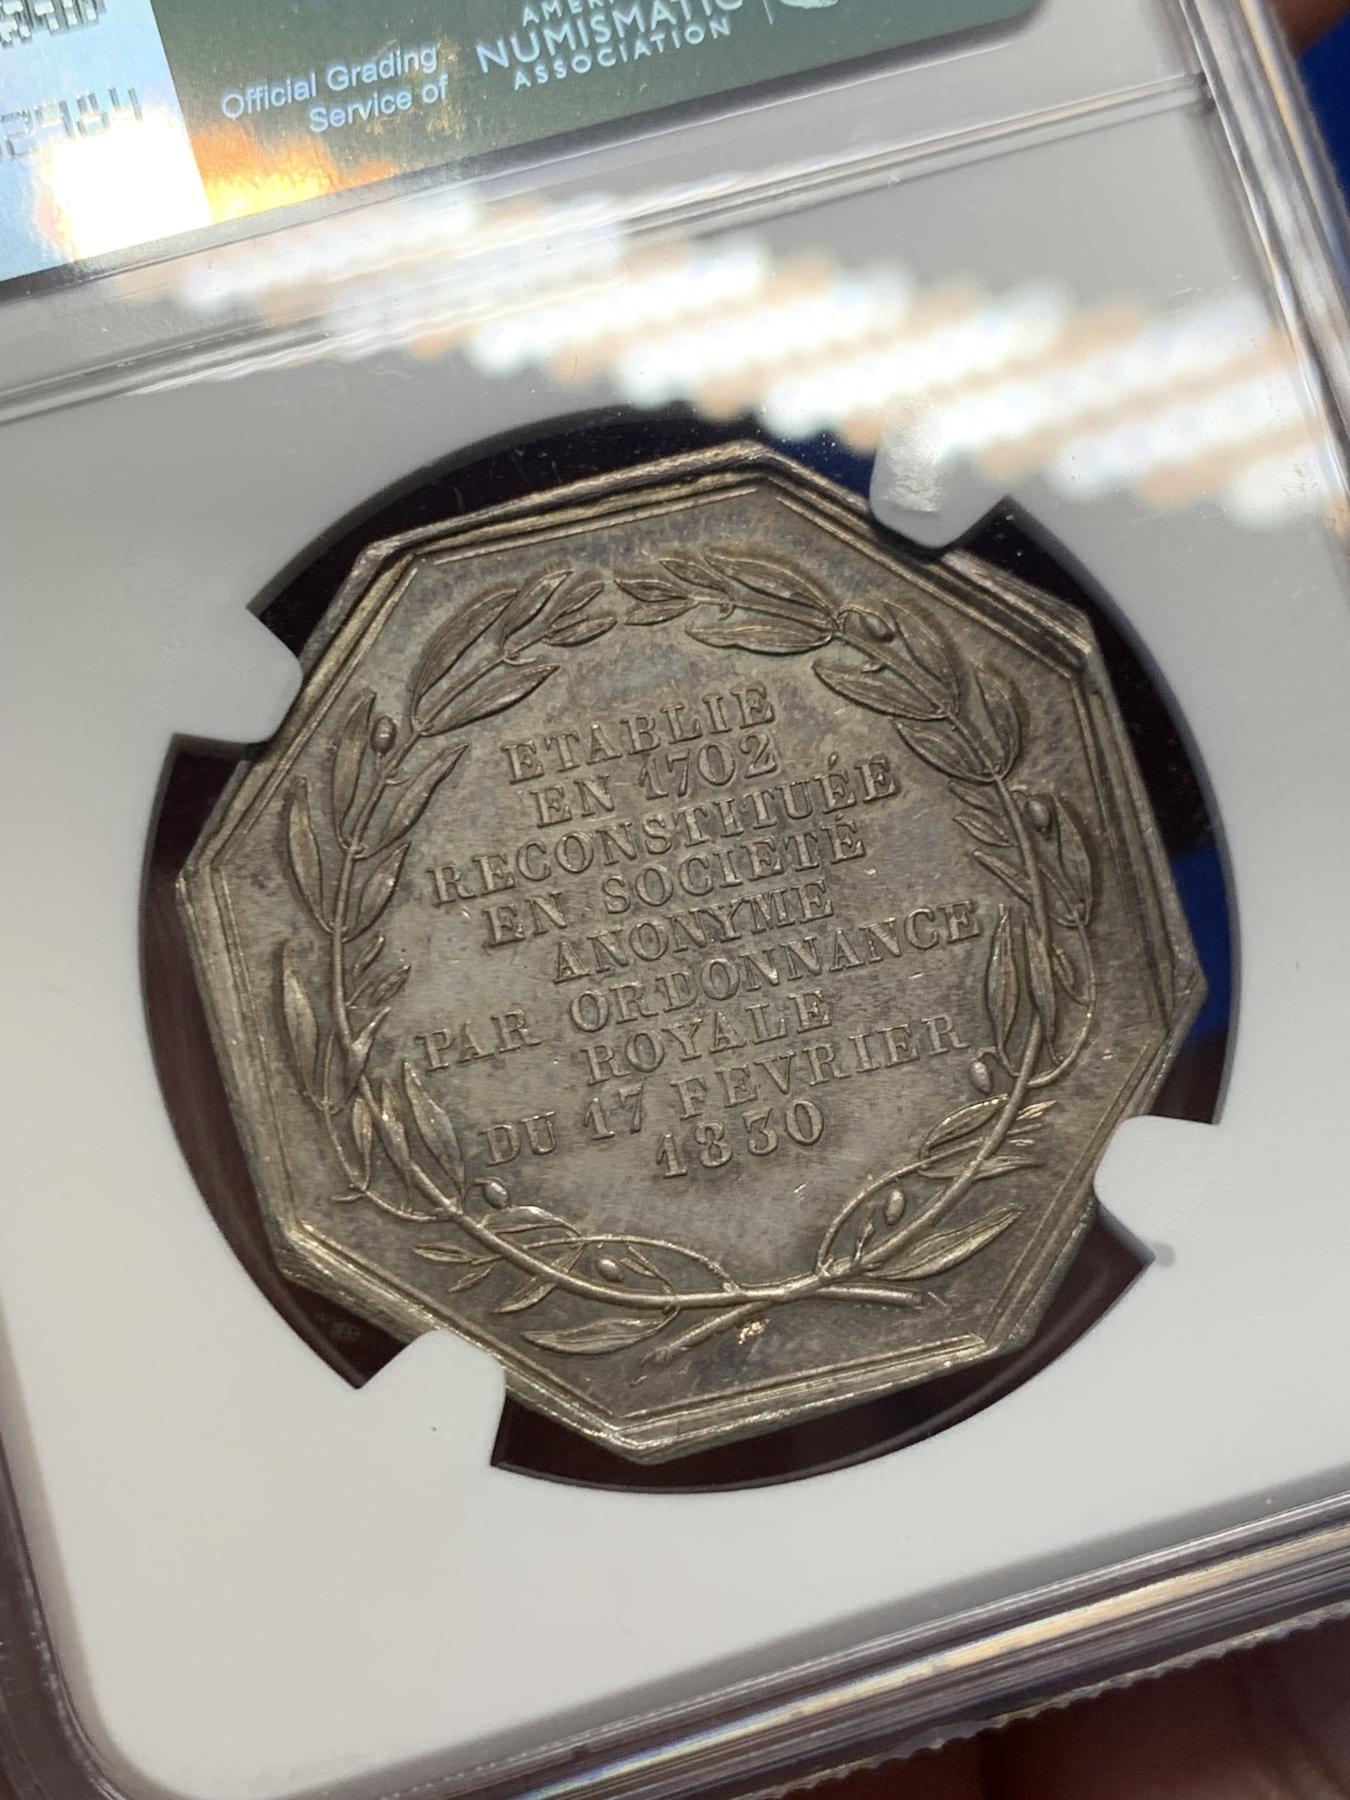 NUMISMATIC
ASSOCIATION
Official Grading
Service of
ETABLIE
EN 1702
RECONSTITUÉE
EN SOCIETÉ
ANONYME
PAR ORDONNANCE
ROYALE
DU 17 FEVRIER
1830